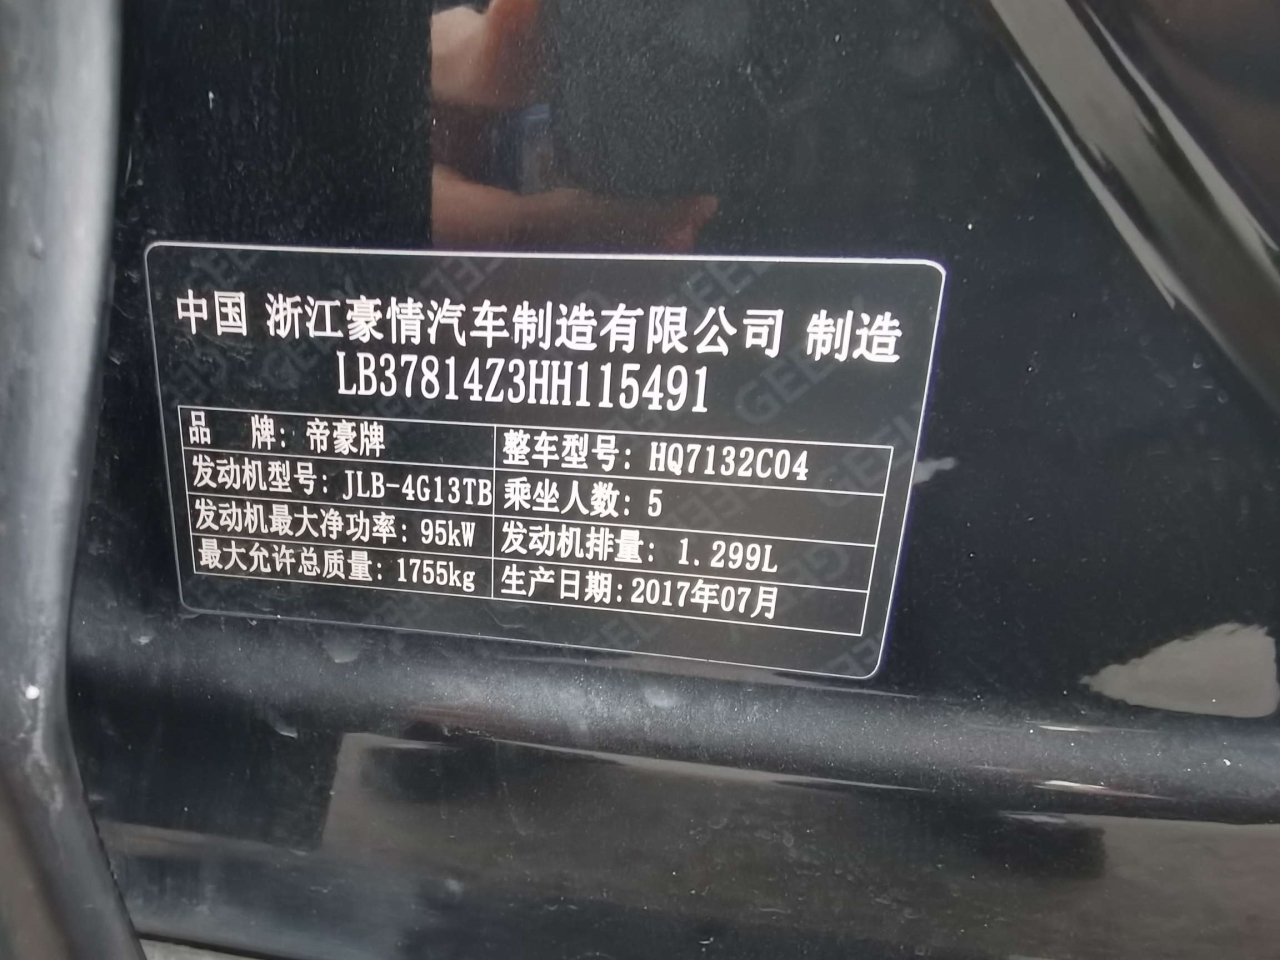 中国 浙江豪情汽车制造有限公司 制造
LB37814Z3HH115491
品 牌: 帝豪牌 整车型号: HQ7132C04
发动机型号: JLB-4G13TB 乘坐人数: 5
发动机最大净功率: 95kW 发动机排量: 1.299L
最大允许总质量: 1755kg 生产日期: 2017年07月